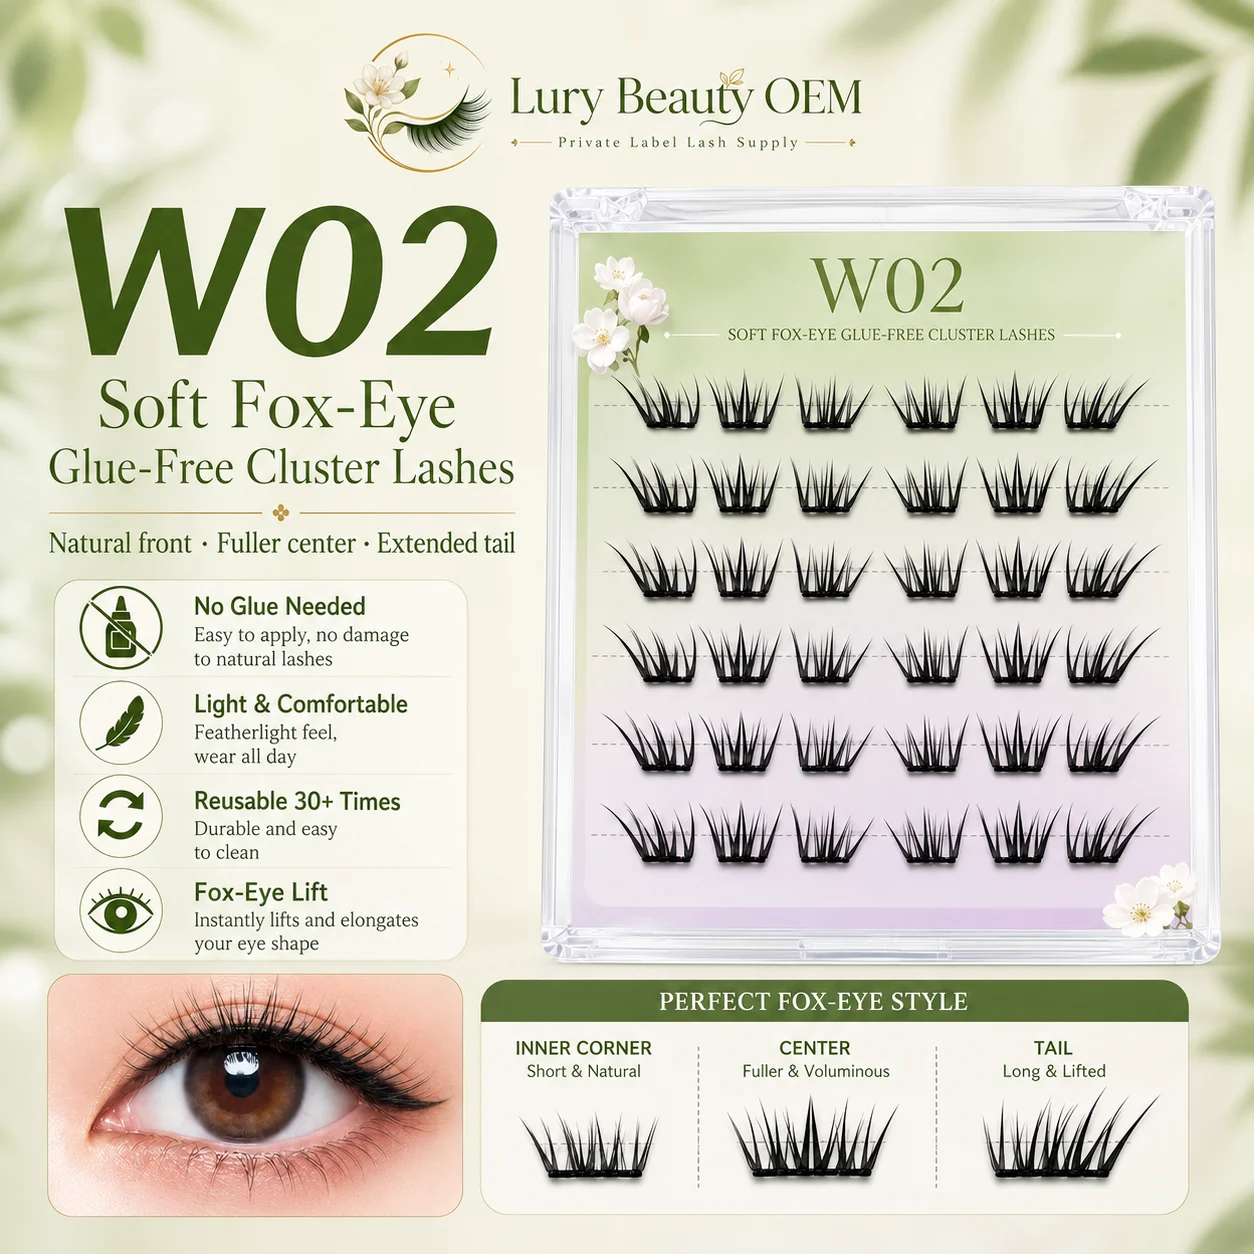 Lury Beauty OEM
Private Label Lash Supply
W02
Soft Fox-Eye
Glue-Free Cluster Lashes
Natural front · Fuller center · Extended tail
No Glue Needed
Easy to apply, no damage
to natural lashes
Light & Comfortable
Featherlight feel,
wear all day
Reusable 30+ Times
Durable and easy
to clean
Fox-Eye Lift
Instantly lifts and elongates
your eye shape
W02
SOFT FOX-EYE GLUE-FREE CLUSTER LASHES
PERFECT FOX-EYE STYLE
INNER CORNER
Short & Natural
CENTER
Fuller & Voluminous
TAIL
Long & Lifted